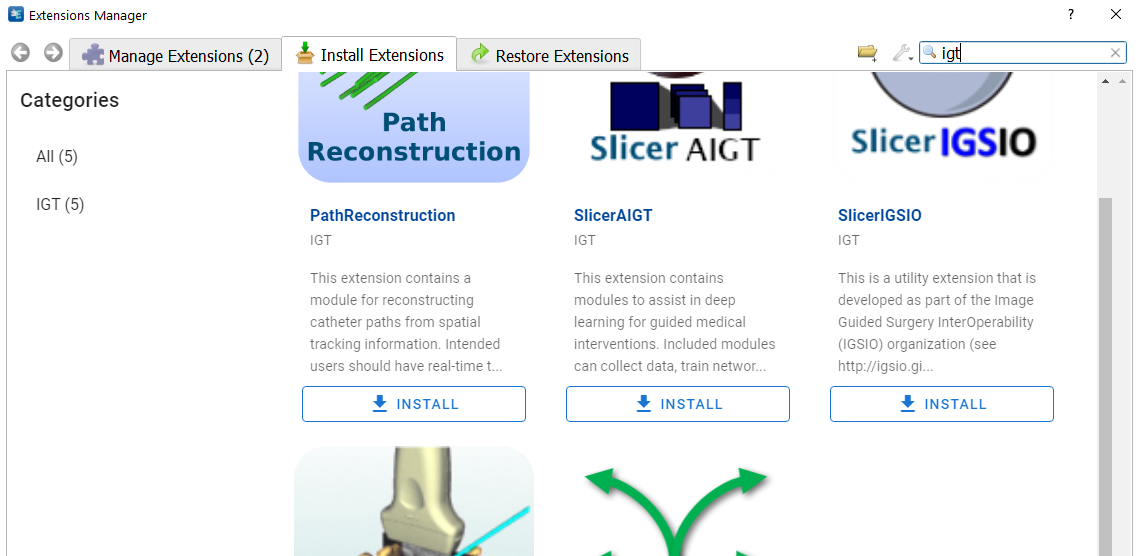 Extensions Manager
?
Manage Extensions (2)
Install Extensions
Restore Extensions
igt
Categories
All (5)
IGT (5)
Path
Reconstruction
PathReconstruction
IGT
This extension contains a
module for reconstructing
catheter paths from spatial
tracking information. Intended
users should have real-time t...
INSTALL
Slicer AIGT
SlicerAIGT
IGT
This extension contains
modules to assist in deep
learning for guided medical
interventions. Included modules
can collect data, train networ...
INSTALL
Slicer IGSIO
SlicerIGSIO
IGT
This is a utility extension that is
developed as part of the Image
Guided Surgery InterOperability
(IGSIO) organization (see
http://igsio.gi...
INSTALL